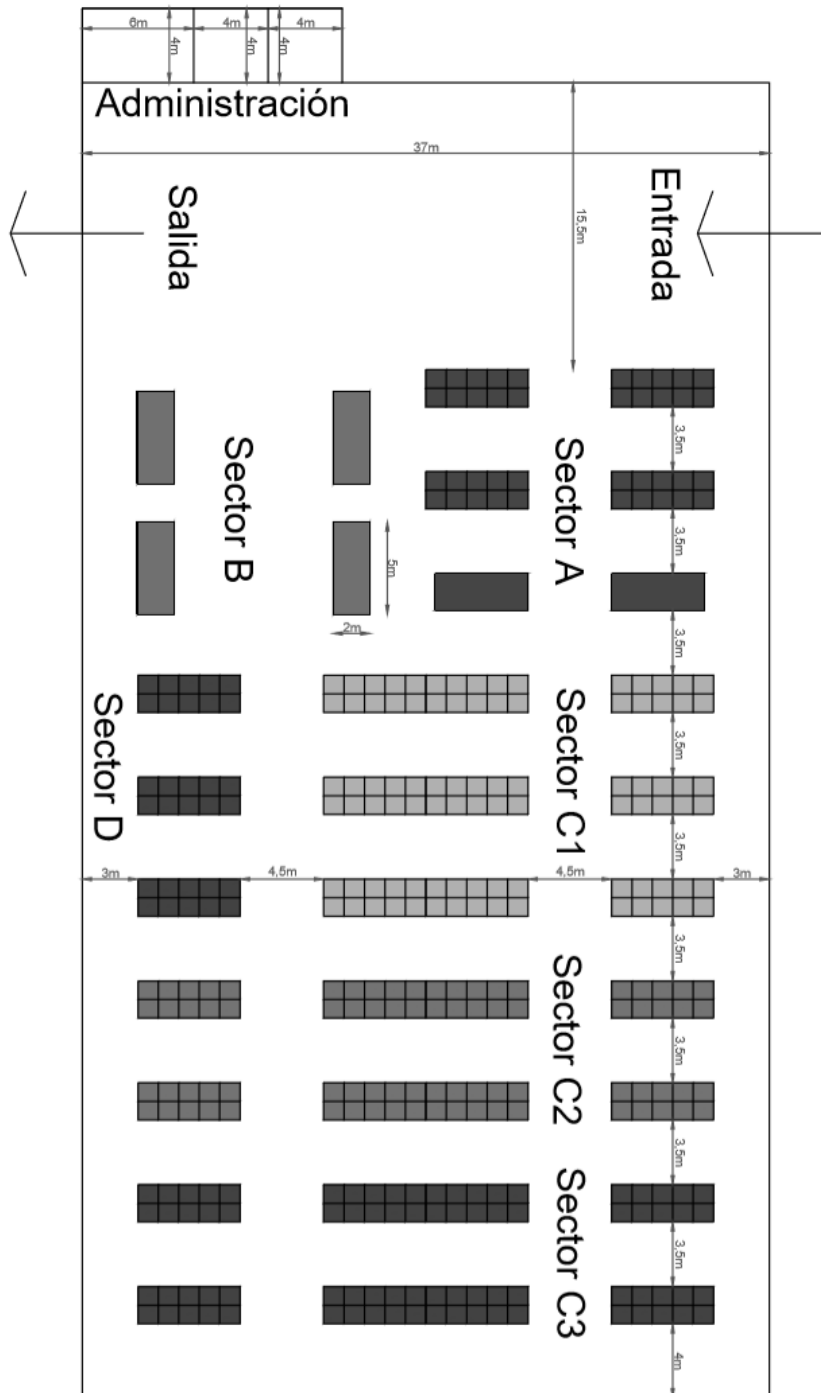 6m
4m
4m
4m
4m
4m
Administración
37m
Salida
Entrada
15,5m
Sector B
Sector A
3,5m
3,5m
5m
2m
3,5m
Sector D
Sector C1
3,5m
3,5m
3m
4,5m
4,5m
3m
3,5m
Sector C2
3,5m
3,5m
Sector C3
3,5m
4m